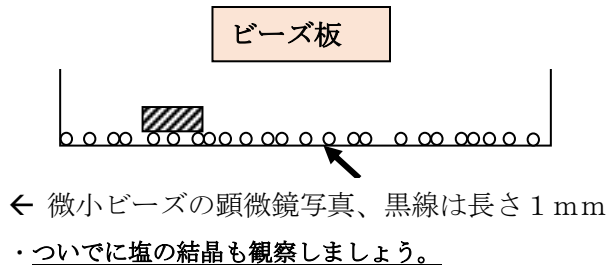 ビーズ板
← 微小ビーズの顕微鏡写真、黒線は長さ１ｍｍ
・ついでに塩の結晶も観察しましょう。